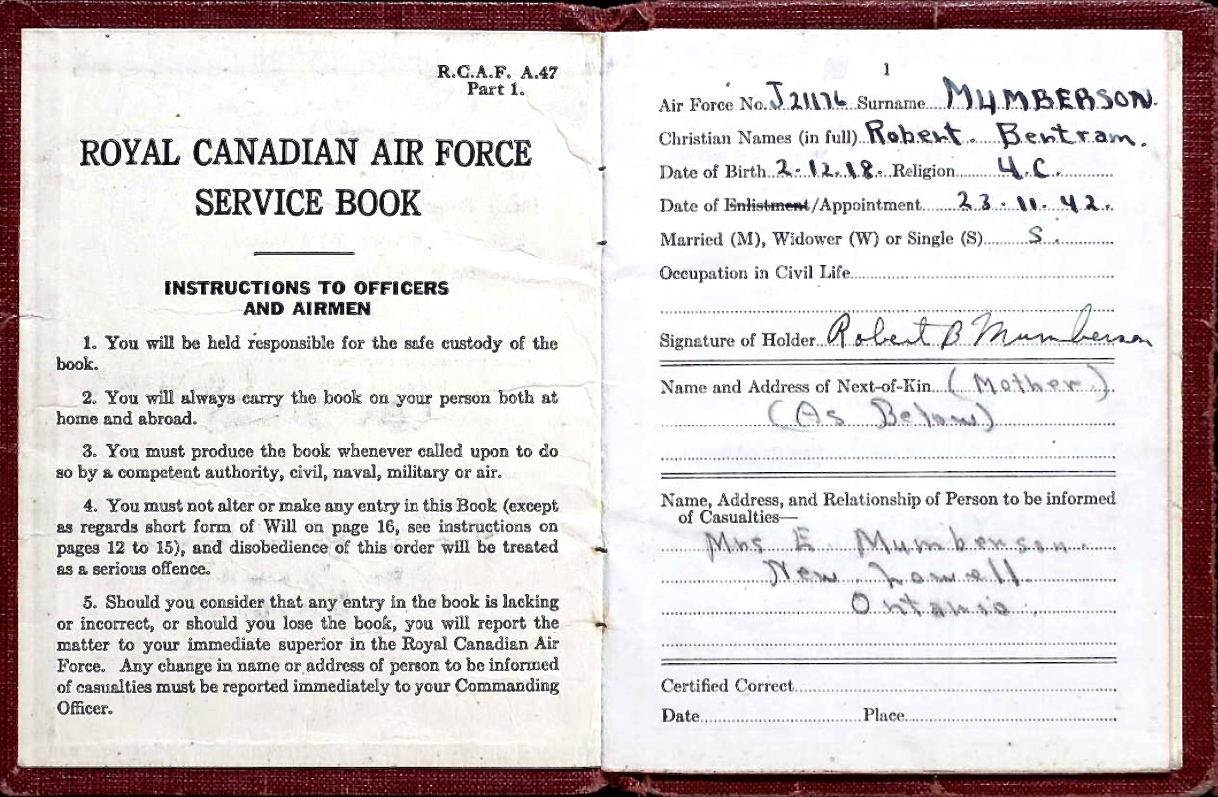 R.C.A.F. A.47
Part 1.
ROYAL CANADIAN AIR FORCE
SERVICE BOOK
INSTRUCTIONS TO OFFICERS
AND AIRMEN
1. You will be held responsible for the safe custody of the
book.
2. You will always carry the book on your person both at
home and abroad.
3. You must produce the book whenever called upon to do
so by a competent authority, civil, naval, military or air.
4. You must not alter or make any entry in this Book (except
as regards short form of Will on page 16, see instructions on
pages 12 to 15), and disobedience of this order will be treated
as a serious offence.
5. Should you consider that any entry in the book is lacking
or incorrect, or should you lose the book, you will report the
matter to your immediate superior in the Royal Canadian Air
Force. Any change in name or address of person to be informed
of casualties must be reported immediately to your Commanding
Officer.
1
Air Force No. J21176 Surname MUMBERSON.
Christian Names (in full) Robert. Bertram.
Date of Birth 2.12.18. Religion U.C.
Date of Enlistment/Appointment 23.11.42.
Married (M), Widower (W) or Single (S) S.
Occupation in Civil Life
Signature of Holder Robert B Mumberson
Name and Address of Next-of-Kin (Mother)
(As Below)
Name, Address, and Relationship of Person to be informed
of Casualties—
Mrs E. Mumberson.
New Lowell
Ontario
Certified Correct
Date Place